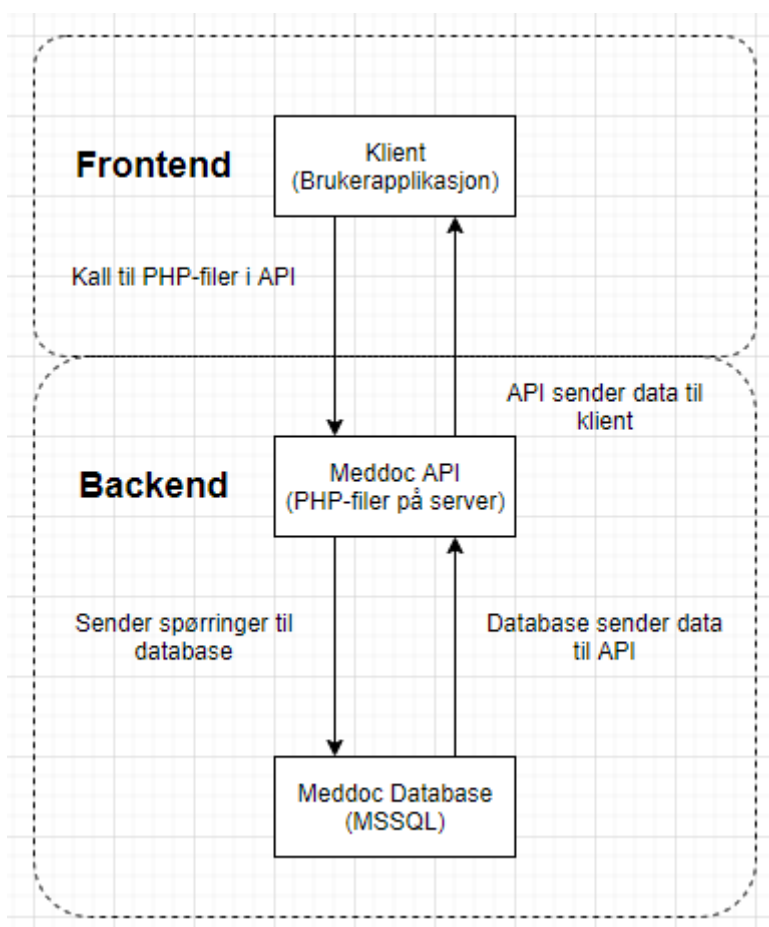 Klient
(Brukerapplikasjon)
Frontend
Kall til PHP-filer i API
API sender data til
klient
Meddoc API
(PHP-filer på server)
Backend
Sender spørringer til
database
Database sender data
til API
Meddoc Database
(MSSQL)